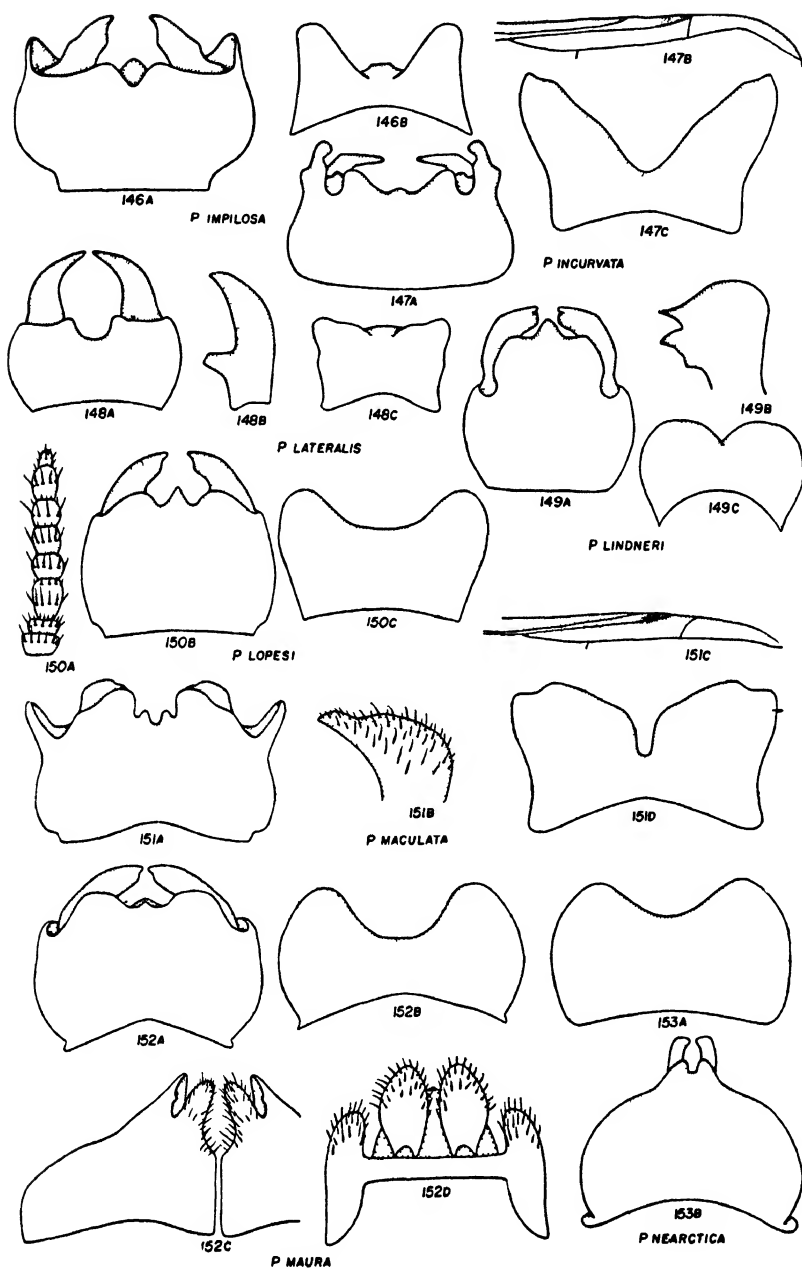 146A
146B
147B
P IMPILOSA
147A
147C
P INCURVATA
148A
148B
148C
149B
P LATERALIS
149A
149C
P LINDNERI
150A
150B
150C
P LOPESI
151C
151A
151B
151D
P MACULATA
152A
152B
153A
152C
152D
153B
P MAURA
P NEARCTICA